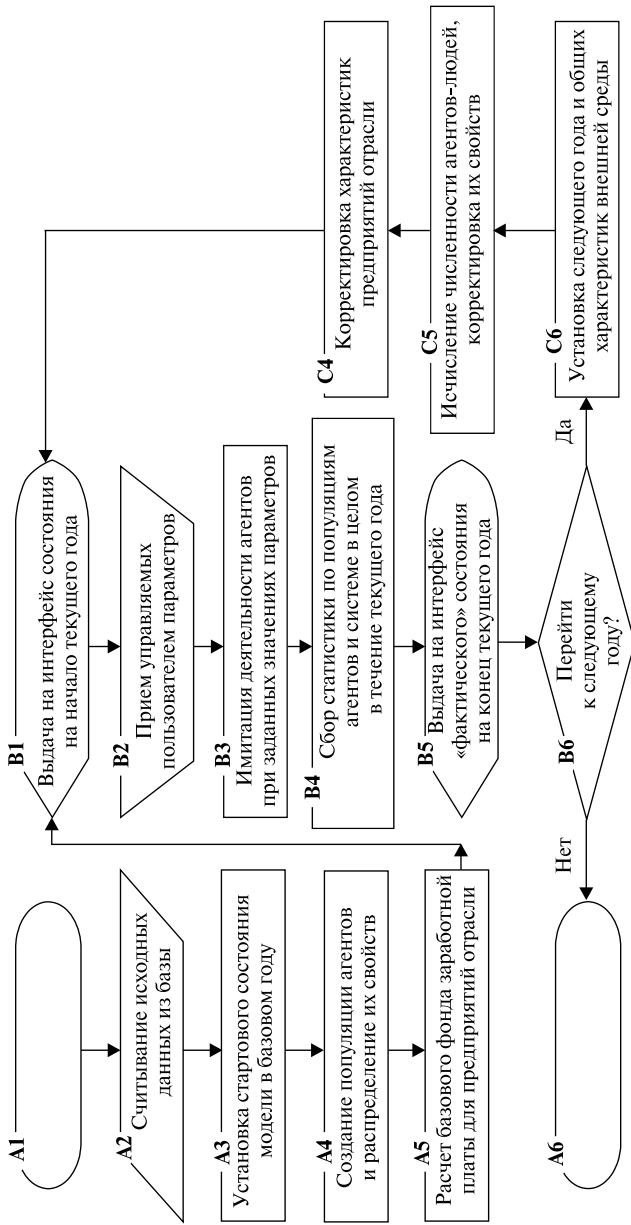 A1
A2
Считывание исходных
данных из базы
A3
Установка стартового состояния
модели в базовом году
A4
Создание популяции агентов
и распределение их свойств
A5
Расчет базового фонда заработной
платы для предприятий отрасли
A6
B1
Выдача на интерфейс состояния
на начало текущего года
B2
Прием управляемых
пользователем параметров
B3
Имитация деятельности агентов
при заданных значениях параметров
B4
Сбор статистики по популяциям
агентов и системе в целом
в течение текущего года
B5
Выдача на интерфейс
«фактического» состояния
на конец текущего года
B6
Перейти
к следующему
году?
Нет
Да
C4
Корректировка характеристик
предприятий отрасли
C5
Исчисление численности агентов-людей,
корректировка их свойств
C6
Установка следующего года и общих
характеристик внешней среды